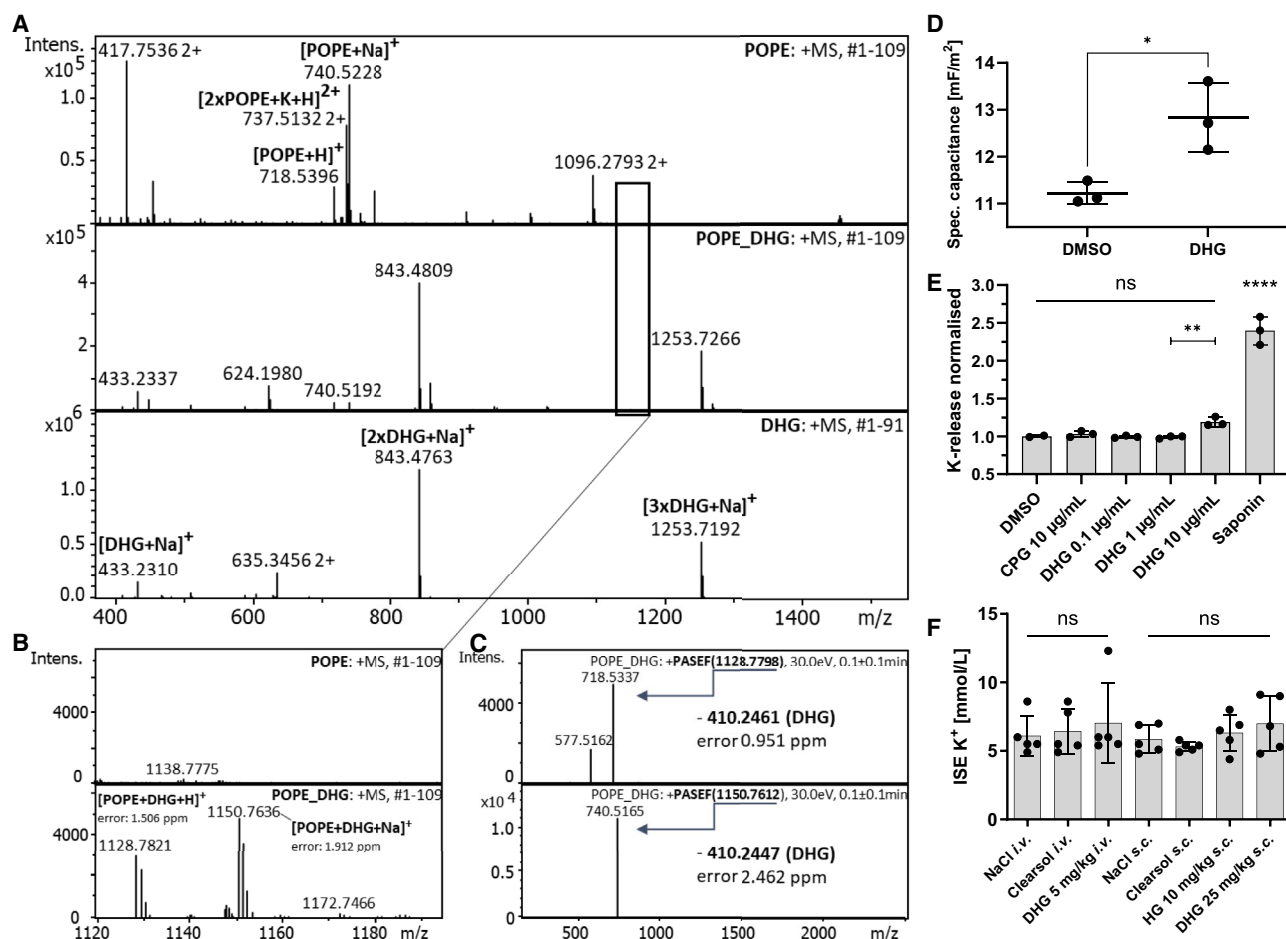 A
Intens.
x10⁵
1.0
0.5
417.7536 2+
[POPE+Na]⁺
740.5228
[2xPOPE+K+H]²⁺
737.5132 2+
[POPE+H]⁺
718.5396
1096.2793 2+
POPE: +MS, #1-109
x10⁵
4
2
433.2337
624.1980
740.5192
843.4809
1253.7266
POPE_DHG: +MS, #1-109
x10⁶
1.0
0.5
0.0
[DHG+Na]⁺
433.2310
635.3456 2+
[2xDHG+Na]⁺
843.4763
[3xDHG+Na]⁺
1253.7192
DHG: +MS, #1-91
400 600 800 1000 1200 1400 m/z
B
Intens.
4000
0
POPE: +MS, #1-109
1138.7775
4000
0
[POPE+DHG+H]⁺
error: 1.506 ppm
1128.7821
POPE_DHG: +MS, #1-109
1150.7636
[POPE+DHG+Na]⁺
error: 1.912 ppm
1172.7466
1120 1140 1160 1180 m/z
C
Intens.
4000
0
POPE_DHG: +PASEF(1128.7798), 30.0eV, 0.1±0.1min
718.5337
577.5162
- 410.2461 (DHG)
error 0.951 ppm
x10⁴
1.0
0.5
0
POPE_DHG: +PASEF(1150.7612), 30.0eV, 0.1±0.1min
740.5165
- 410.2447 (DHG)
error 2.462 ppm
500 1000 1500 2000 m/z
D
Spec. capacitance [mF/m²]
14
13
12
11
*
DMSO DHG
E
K-release normalised
3.0
2.5
2.0
1.5
1.0
0.5
ns
**
****
DMSO
CPG 10 µg/mL
DHG 0.1 µg/mL
DHG 1 µg/mL
DHG 10 µg/mL
Saponin
F
ISE K⁺ [mmol/L]
15
10
5
0
ns
ns
NaCl i.v.
Clearsol i.v.
DHG 5 mg/kg i.v.
NaCl s.c.
Clearsol s.c.
HG 10 mg/kg s.c.
DHG 25 mg/kg s.c.